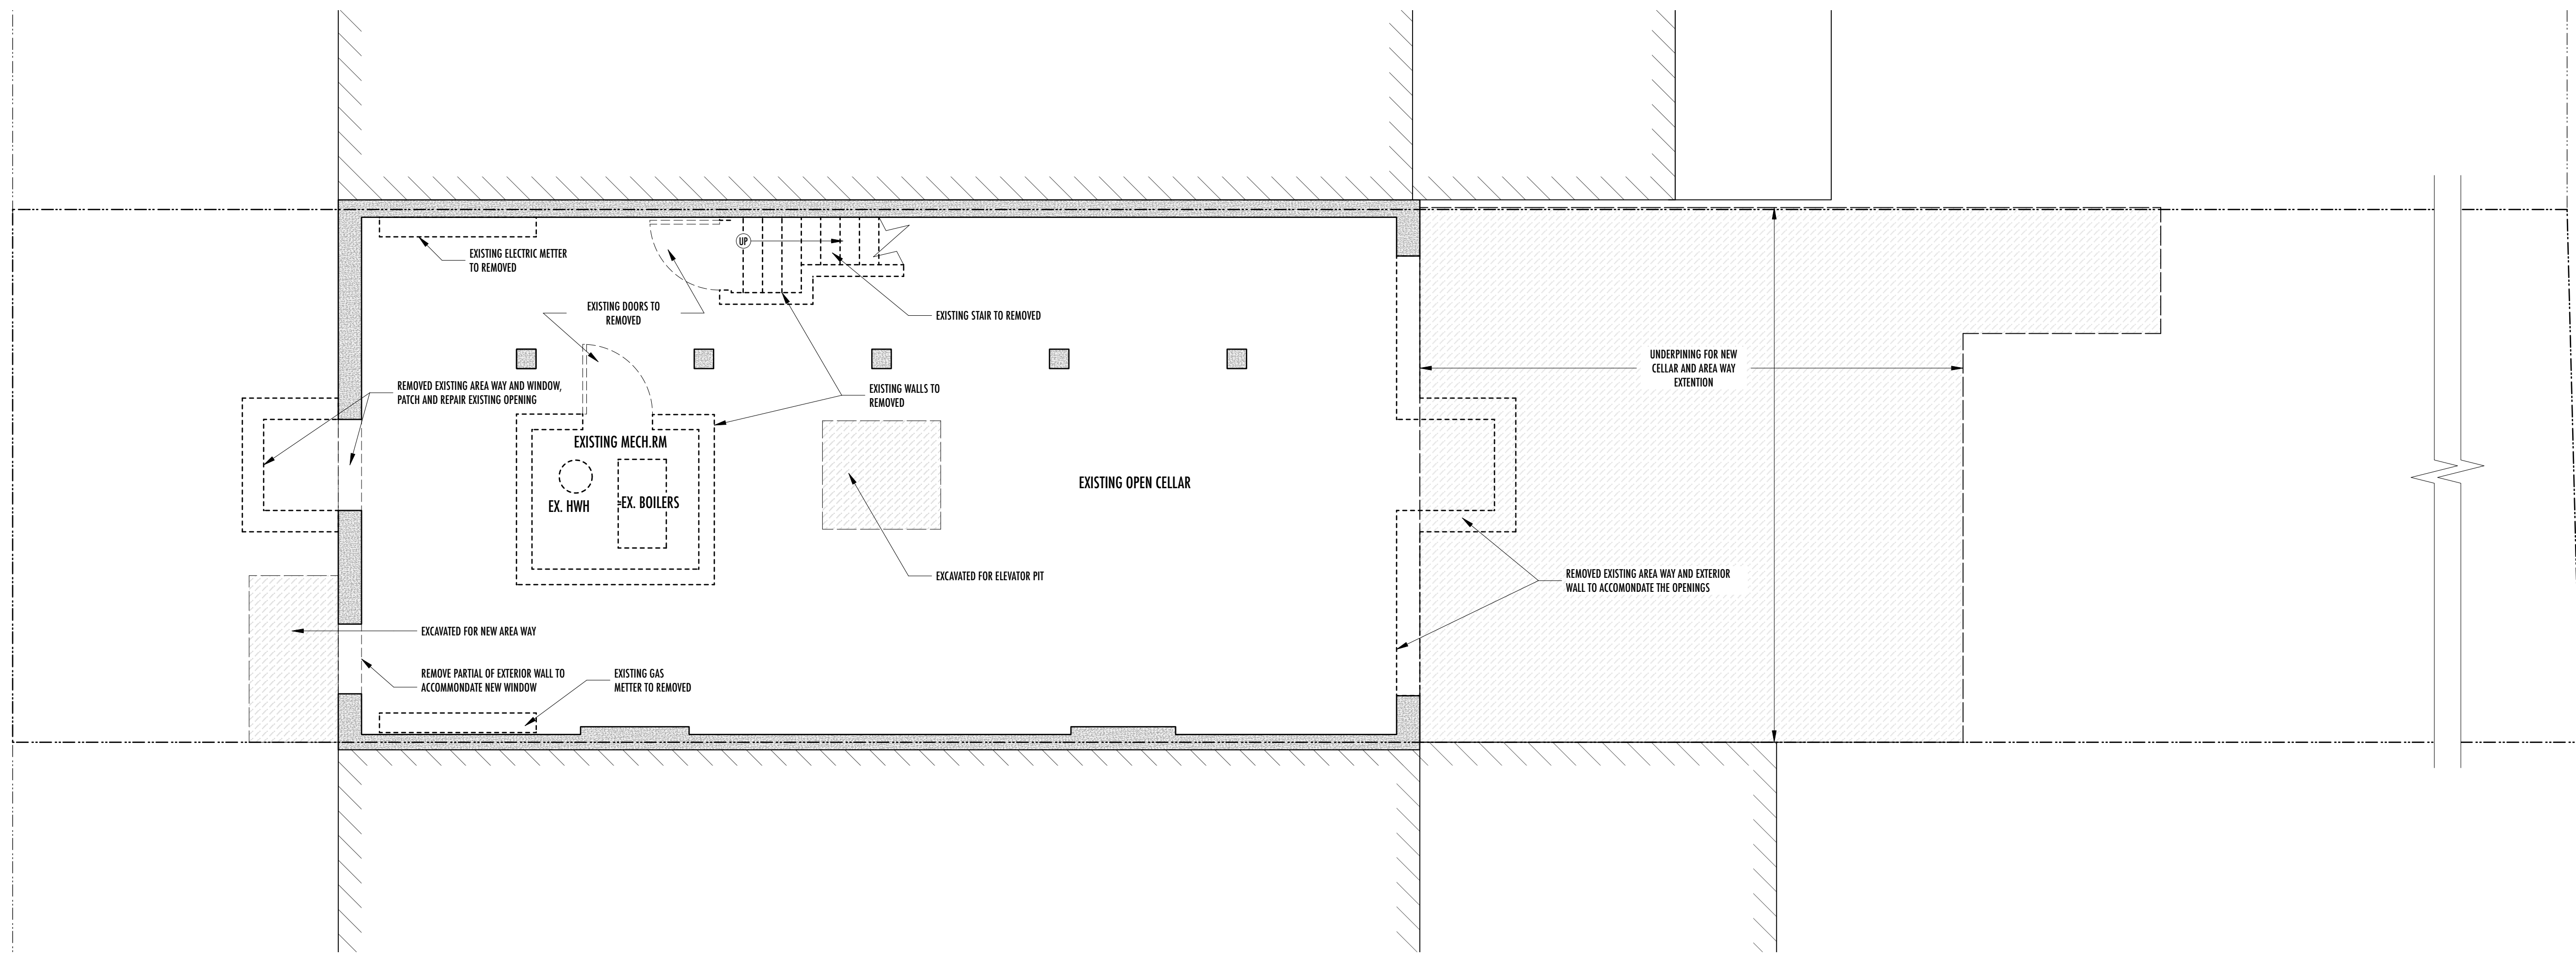 EXISTING ELECTRIC METTER
TO REMOVED
UP
EXISTING DOORS TO
REMOVED
EXISTING STAIR TO REMOVED
REMOVED EXISTING AREA WAY AND WINDOW,
PATCH AND REPAIR EXISTING OPENING
EXISTING WALLS TO
REMOVED
UNDERPINING FOR NEW
CELLAR AND AREA WAY
EXTENTION
EXISTING MECH.RM
EX. HWH
EX. BOILERS
EXISTING OPEN CELLAR
EXCAVATED FOR ELEVATOR PIT
REMOVED EXISTING AREA WAY AND EXTERIOR
WALL TO ACCOMONDATE THE OPENINGS
EXCAVATED FOR NEW AREA WAY
REMOVE PARTIAL OF EXTERIOR WALL TO
ACCOMMONDATE NEW WINDOW
EXISTING GAS
METTER TO REMOVED